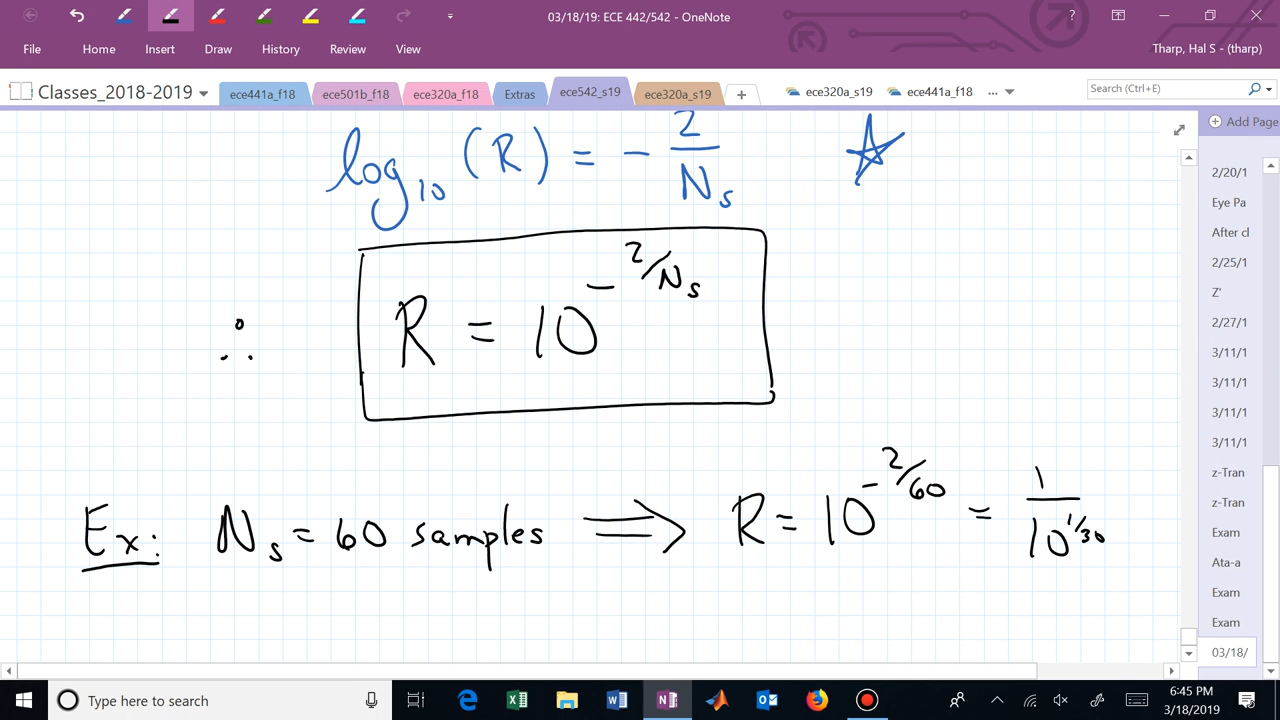 03/18/19: ECE 442/542 - OneNote
File Home Insert Draw History Review View Tharp, Hal S - (tharp)
Classes_2018-2019 ece441a_f18 ece501b_f18 ece320a_f18 Extras ece542_s19 ece320a_s19 + ece320a_s19 ece441a_f18 ... Search (Ctrl+E)
Add Page
log₁₀ (R) = - 2/Nₛ
∴ R = 10^(-2/Nₛ)
Ex: Nₛ = 60 samples ⟹ R = 10^(-2/60) = 1/10^(1/30)
2/20/1
Eye Pa
After cl
2/25/1
Z'
2/27/1
3/11/1
3/11/1
3/11/1
3/11/1
z-Tran
z-Tran
Exam
Ata-a
Exam
Exam
03/18/
Type here to search
6:45 PM
3/18/2019